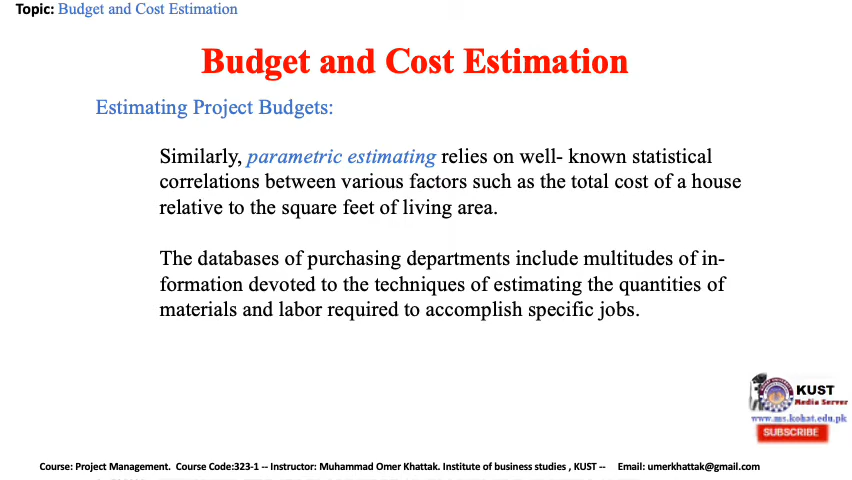 Topic: Budget and Cost Estimation
Budget and Cost Estimation
Estimating Project Budgets:
Similarly, parametric estimating relies on well- known statistical
correlations between various factors such as the total cost of a house
relative to the square feet of living area.
The databases of purchasing departments include multitudes of in-
formation devoted to the techniques of estimating the quantities of
materials and labor required to accomplish specific jobs.
KUST
Media Server
www.ms.kohat.edu.pk
SUBSCRIBE
Course: Project Management. Course Code:323-1 -- Instructor: Muhammad Omer Khattak. Institute of business studies , KUST -- Email: umerkhattak@gmail.com